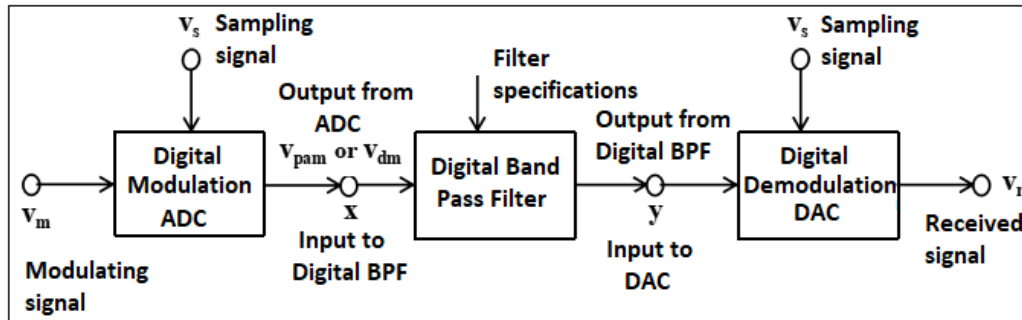 vs Sampling
signal
vm
Modulating
signal
Digital
Modulation
ADC
Output from
ADC
vpam or vdm
x
Input to
Digital BPF
Filter
specifications
Digital Band
Pass Filter
Output from
Digital BPF
y
Input to
DAC
vs Sampling
signal
Digital
Demodulation
DAC
vr
Received
signal